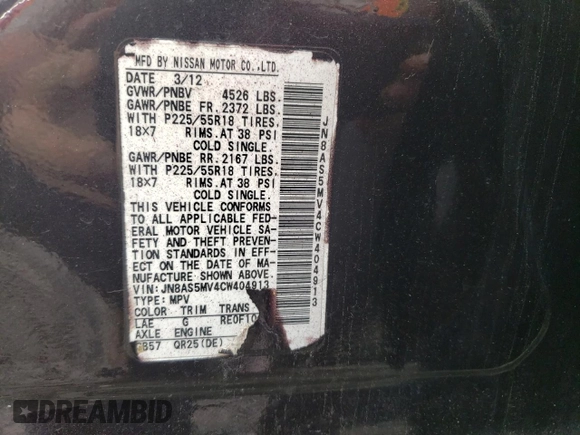 MFD BY NISSAN MOTOR CO.,LTD.
DATE 3/12
GVWR/PNBV 4526 LBS.
GAWR/PNBE FR. 2372 LBS.
WITH P225/55R18 TIRES.
18X7 RIMS.AT 38 PSI
COLD SINGLE.
GAWR/PNBE RR. 2167 LBS.
WITH P225/55R18 TIRES.
18X7 RIMS.AT 38 PSI
COLD SINGLE.
THIS VEHICLE CONFORMS
TO ALL APPLICABLE FED-
ERAL MOTOR VEHICLE SA-
FETY AND THEFT PREVEN-
TION STANDARDS IN EFF-
ECT ON THE DATE OF MA-
NUFACTURE SHOWN ABOVE.
VIN: JN8AS5MV4CW404913
TYPE: MPV
COLOR TRIM TRANS
LAE G RE0F10
AXLE ENGINE
GB57 QR25(DE)
JN8AS5MV4CW404913
DREAMBID